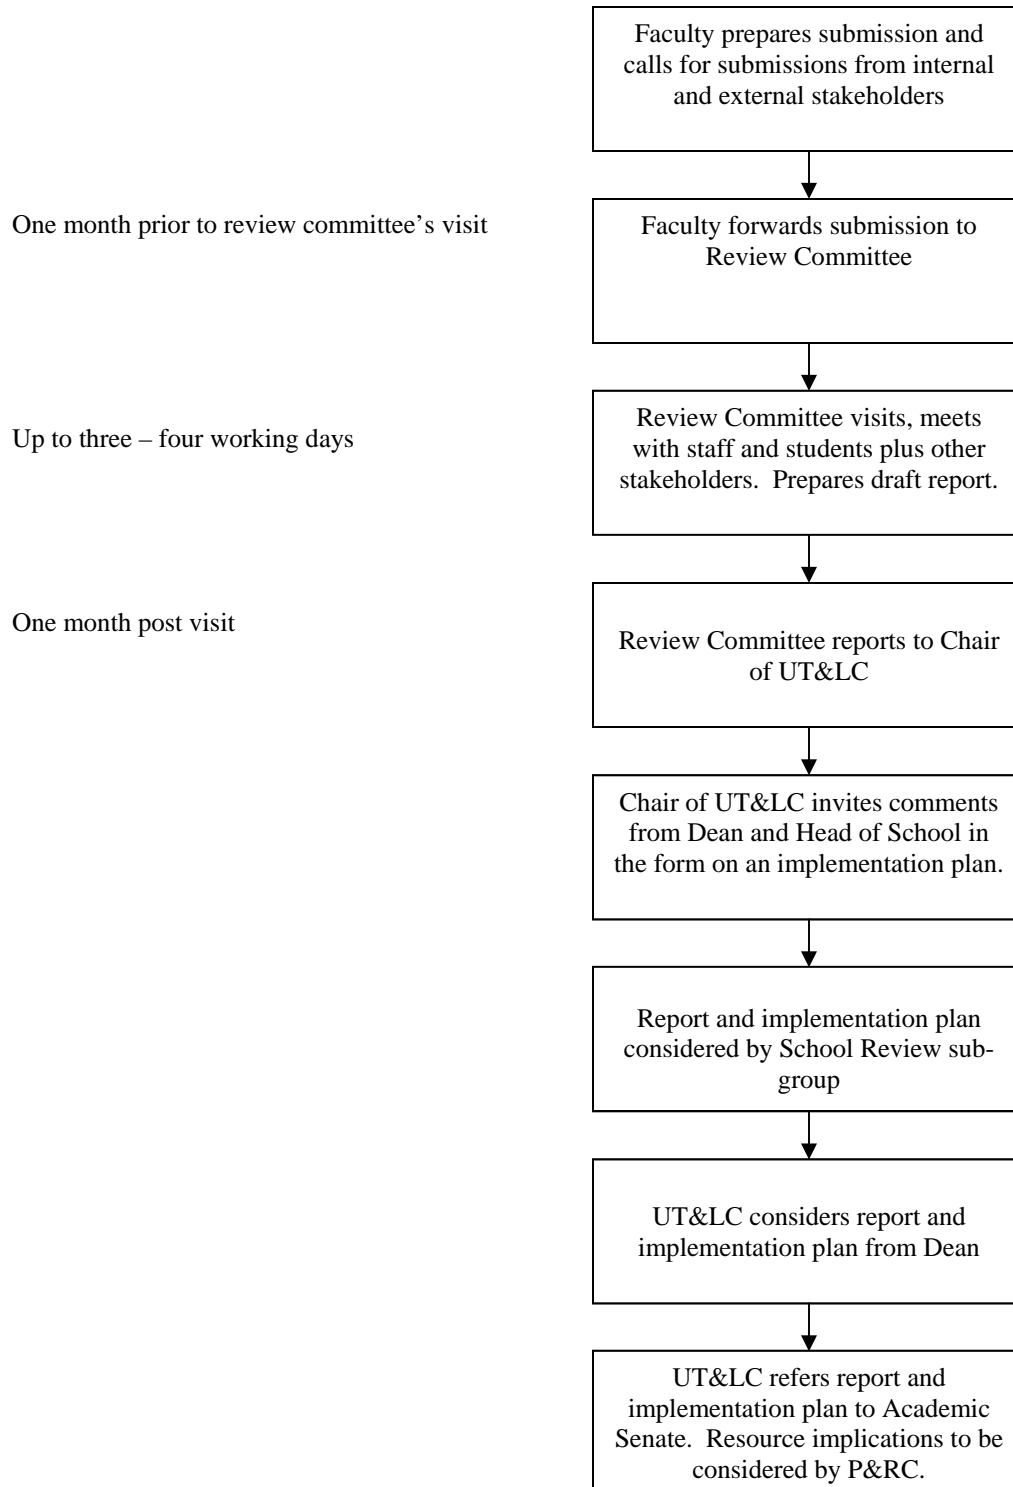 Faculty prepares submission and
calls for submissions from internal
and external stakeholders
One month prior to review committee’s visit
Faculty forwards submission to
Review Committee
Up to three – four working days
Review Committee visits, meets
with staff and students plus other
stakeholders.  Prepares draft report.
One month post visit
Review Committee reports to Chair
of UT&LC
Chair of UT&LC invites comments
from Dean and Head of School in
the form on an implementation plan.
Report and implementation plan
considered by School Review sub-
group
UT&LC considers report and
implementation plan from Dean
UT&LC refers report and
implementation plan to Academic
Senate.  Resource implications to be
considered by P&RC.